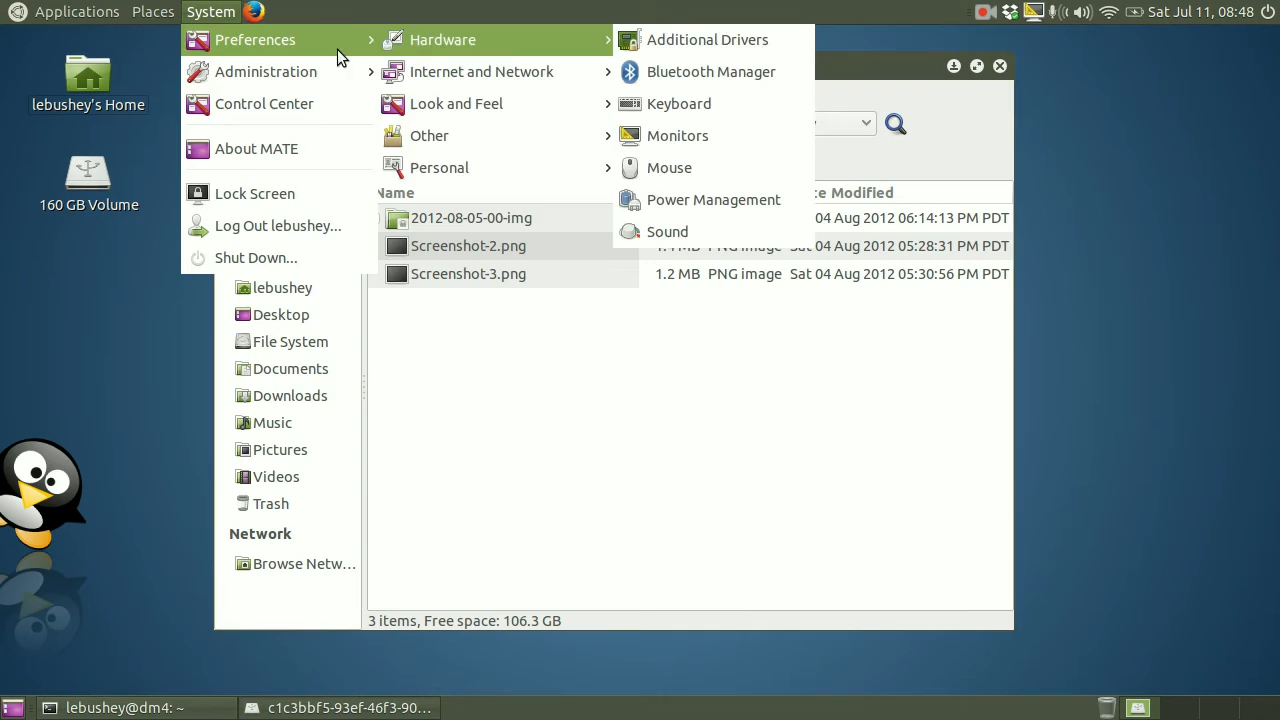 Applications Places System Sat Jul 11, 08:48
Preferences
Administration
Control Center
About MATE
Lock Screen
Log Out lebushey...
Shut Down...
Hardware
Internet and Network
Look and Feel
Other
Personal
Additional Drivers
Bluetooth Manager
Keyboard
Monitors
Mouse
Power Management
Sound
lebushey's Home
160 GB Volume
Name
2012-08-05-00-img 04 Aug 2012 06:14:13 PM PDT
Screenshot-2.png PNG image Sat 04 Aug 2012 05:28:31 PM PDT
Screenshot-3.png 1.2 MB PNG image Sat 04 Aug 2012 05:30:56 PM PDT
Modified
lebushey
Desktop
File System
Documents
Downloads
Music
Pictures
Videos
Trash
Network
Browse Netw...
3 items, Free space: 106.3 GB
lebushey@dm4: ~
c1c3bbf5-93ef-46f3-90...